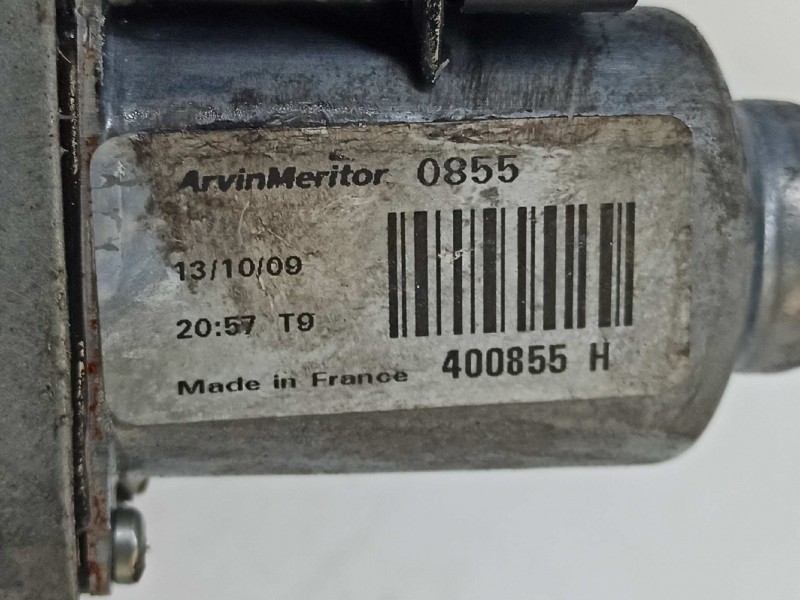 ArvinMeritor 0855
13/10/09
20:57 T9
Made in France 400855 H